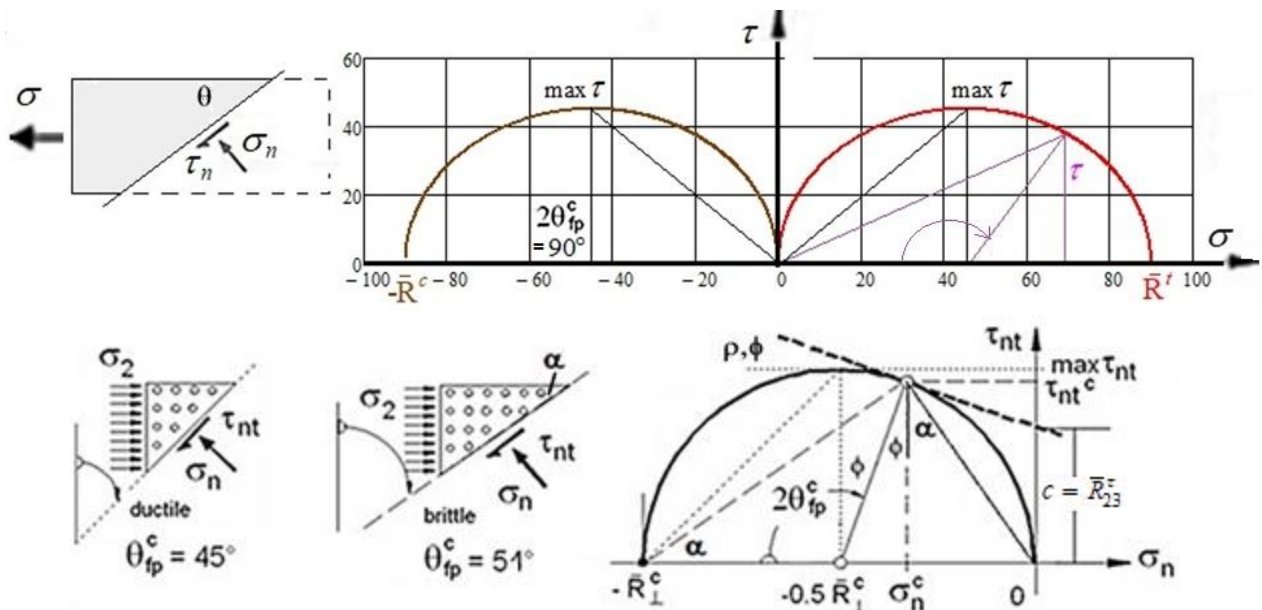 τ
60
40
20
0
max τ
max τ
σ
θ
σₙ
τₙ
τ
2θᶜfp
= 90°
σ
-100 -80 -60 -40 -20 0 20 40 60 80 100
-R̄ᶜ
R̄ᵗ
σ₂
τnt
σn
ductile
θᶜfp = 45°
α
σ₂
τnt
σn
brittle
θᶜfp = 51°
τnt
ρ,ϕ
max τnt
τntᶜ
α
ϕ
ϕ
2θᶜfp
c = R̄ᵗ₂₃
α
σn
- R̄ᶜ⊥
-0.5 R̄ᶜ⊥
σnᶜ
0